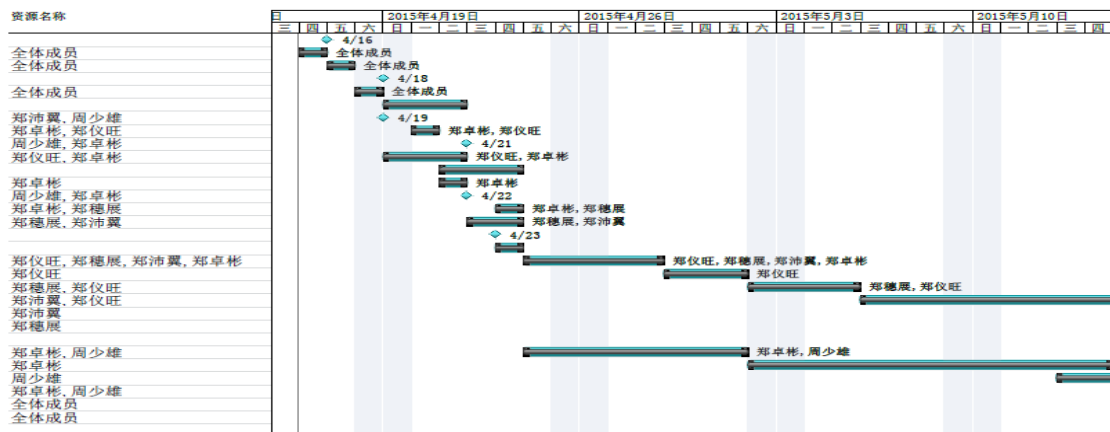 资源名称
日 2015年4月19日 2015年4月26日 2015年5月3日 2015年5月10日
三 四 五 六 日 一 二 三 四 五 六 日 一 二 三 四 五 六 日 一 二 三 四 五 六 日 一 二 三 四
4/16
全体成员 全体成员
全体成员 全体成员
4/18
全体成员 全体成员
郑沛翼, 周少雄 4/19
郑卓彬, 郑仪旺 郑卓彬, 郑仪旺
周少雄, 郑卓彬 4/21
郑仪旺, 郑卓彬 郑仪旺, 郑卓彬
郑卓彬 郑卓彬
周少雄, 郑卓彬 4/22
郑卓彬, 郑穗展 郑卓彬, 郑穗展
郑穗展, 郑沛翼 郑穗展, 郑沛翼
4/23
郑仪旺, 郑穗展, 郑沛翼, 郑卓彬 郑仪旺, 郑穗展, 郑沛翼, 郑卓彬
郑仪旺 郑仪旺
郑穗展, 郑仪旺 郑穗展, 郑仪旺
郑沛翼, 郑仪旺
郑沛翼
郑穗展
郑卓彬, 周少雄 郑卓彬, 周少雄
郑卓彬
周少雄
郑卓彬, 周少雄
全体成员
全体成员